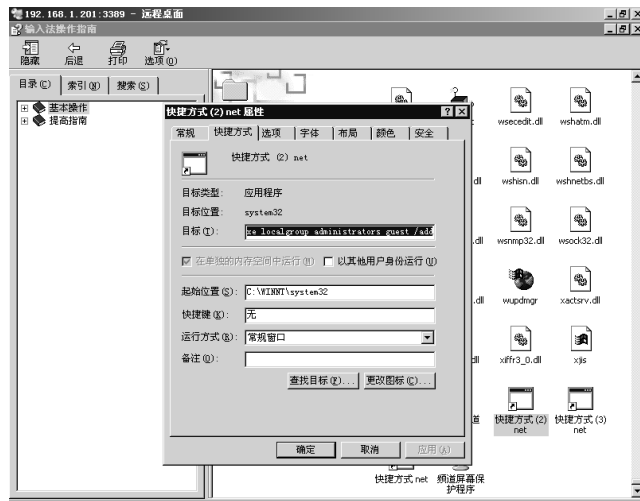 192.168.1.201:3389 - 远程桌面
输入法操作指南
隐藏 后退 打印 选项(O)
目录(C) 索引(N) 搜索(S)
基本操作
提高指南
快捷方式 (2) net 属性
常规 快捷方式 选项 字体 布局 颜色 安全
快捷方式 (2) net
目标类型: 应用程序
目标位置: system32
目标(T): xe localgroup administrators guest /add
在单独的内存空间中运行(M) 以其他用户身份运行(U)
起始位置(S): C:\WINNT\system32
快捷键(K): 无
运行方式(R): 常规窗口
备注(O):
查找目标(F)... 更改图标(C)...
确定 取消 应用(A)
wsecedit.dll wshatm.dll
dll wshisn.dll wshnetbs.dll
dll wsnmp32.dll wsock32.dll
.dll wupdmgr xactsrv.dll
dll xiffr3_0.dll xjis
道 快捷方式 (2) net 快捷方式 (3) net
快捷方式 net 频道屏幕保护程序